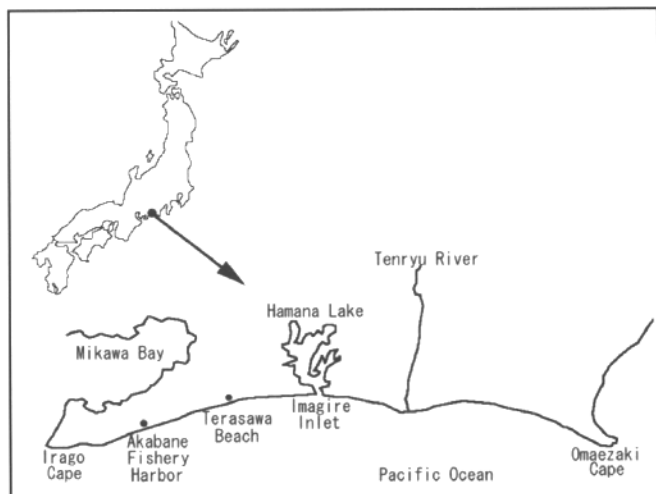 Tenryu River
Hamana Lake
Mikawa Bay
Imagire
Inlet
Terasawa
Beach
Akabane
Fishery
Harbor
Irago
Cape
Omaezaki
Cape
Pacific Ocean